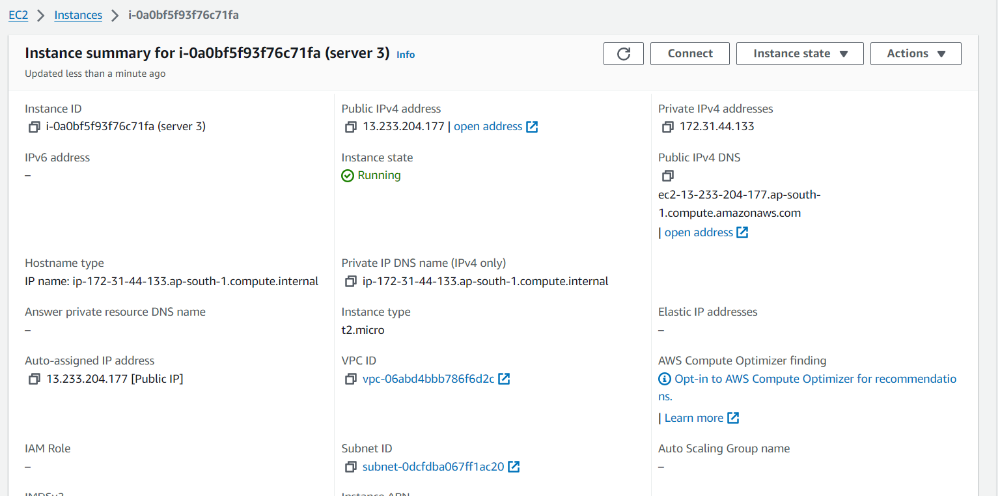 EC2 > Instances > i-0a0bf5f93f76c71fa
Instance summary for i-0a0bf5f93f76c71fa (server 3) Info
Updated less than a minute ago
Connect
Instance state
Actions
Instance ID
i-0a0bf5f93f76c71fa (server 3)
Public IPv4 address
13.233.204.177 | open address
Private IPv4 addresses
172.31.44.133
IPv6 address
–
Instance state
Running
Public IPv4 DNS
ec2-13-233-204-177.ap-south-
1.compute.amazonaws.com
| open address
Hostname type
IP name: ip-172-31-44-133.ap-south-1.compute.internal
Private IP DNS name (IPv4 only)
ip-172-31-44-133.ap-south-1.compute.internal
Answer private resource DNS name
–
Instance type
t2.micro
Elastic IP addresses
–
Auto-assigned IP address
13.233.204.177 [Public IP]
VPC ID
vpc-06abd4bbb786f6d2c
AWS Compute Optimizer finding
Opt-in to AWS Compute Optimizer for recommendatio
ns.
| Learn more
IAM Role
–
Subnet ID
subnet-0dcfdba067ff1ac20
Auto Scaling Group name
–
Instance ARN